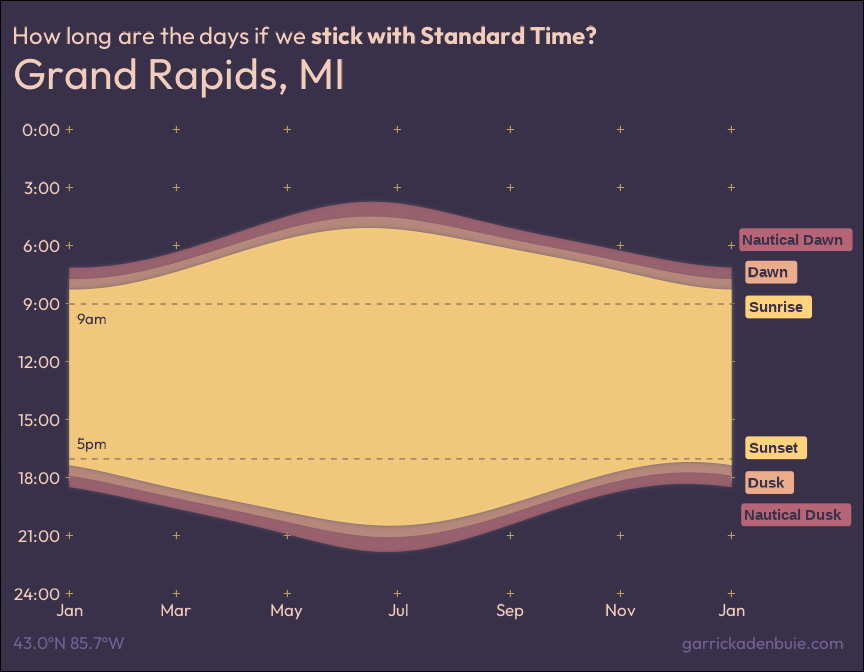 How long are the days if we stick with Standard Time?
Grand Rapids, MI
0:00
3:00
6:00
Nautical Dawn
Dawn
9:00
Sunrise
9am
12:00
15:00
5pm
Sunset
18:00
Dusk
Nautical Dusk
21:00
24:00
Jan Mar May Jul Sep Nov Jan
43.0°N 85.7°W
garrickadenbuie.com